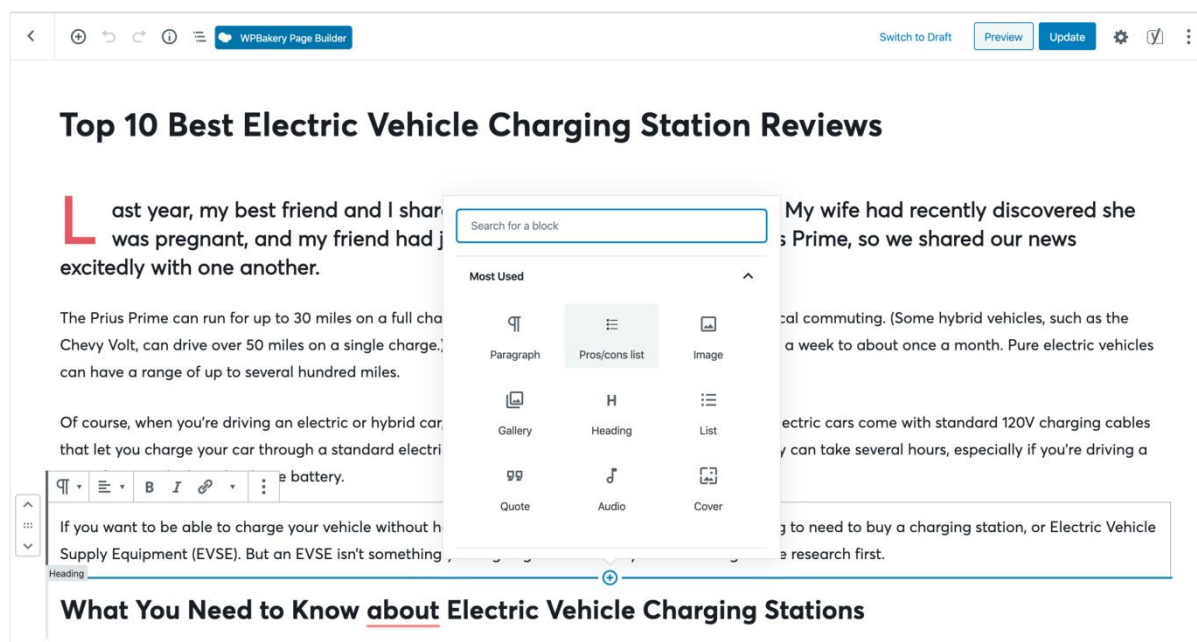 WPBakery Page Builder
Switch to Draft
Preview
Update
Top 10 Best Electric Vehicle Charging Station Reviews
Last year, my best friend and I shar My wife had recently discovered she
was pregnant, and my friend had j s Prime, so we shared our news
excitedly with one another.
The Prius Prime can run for up to 30 miles on a full cha cal commuting. (Some hybrid vehicles, such as the
Chevy Volt, can drive over 50 miles on a single charge.) a week to about once a month. Pure electric vehicles
can have a range of up to several hundred miles.
Of course, when you're driving an electric or hybrid car, ectric cars come with standard 120V charging cables
that let you charge your car through a standard electri y can take several hours, especially if you're driving a
e battery.
If you want to be able to charge your vehicle without h g to need to buy a charging station, or Electric Vehicle
Supply Equipment (EVSE). But an EVSE isn't something e research first.
Search for a block
Most Used
Paragraph
Pros/cons list
Image
Gallery
Heading
List
Quote
Audio
Cover
Heading
What You Need to Know about Electric Vehicle Charging Stations